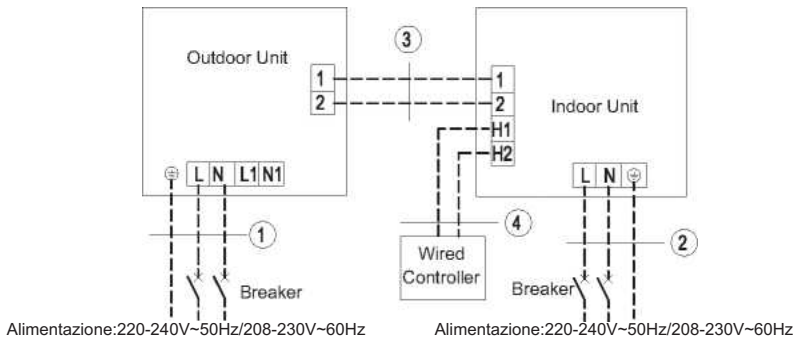 Outdoor Unit
1
2
⏚ L N L1 N1
3
1
2
H1
H2
Indoor Unit
L N ⏚
1
4
2
Wired
Controller
Breaker
Breaker
Alimentazione:220-240V~50Hz/208-230V~60Hz
Alimentazione:220-240V~50Hz/208-230V~60Hz